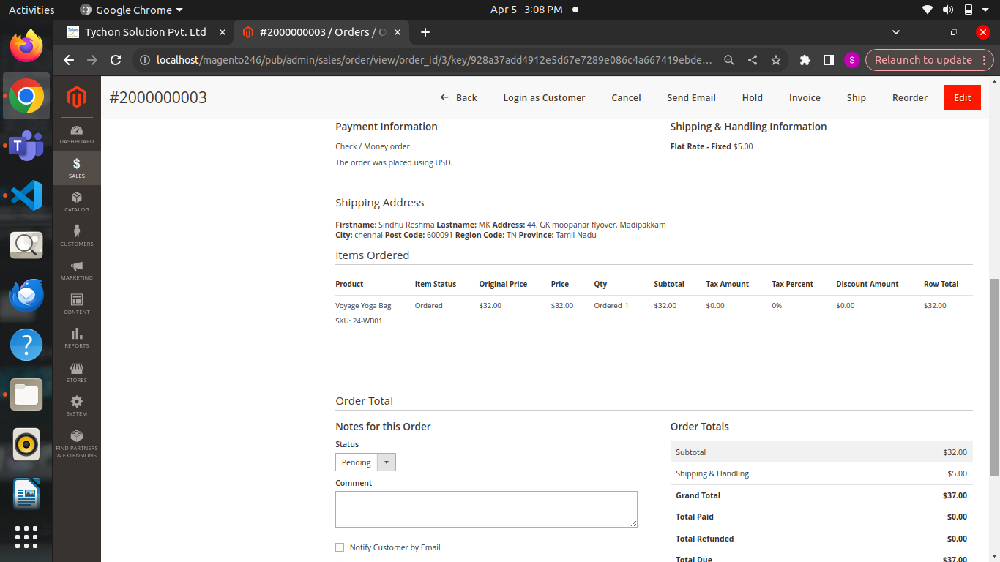 Activities Google Chrome Apr 5 3:08 PM
Tychon Solution Pvt. Ltd #2000000003 / Orders / O
localhost/magento246/pub/admin/sales/order/view/order_id/3/key/928a37add4912e5d67e7289e086c4a667419ebde... S Relaunch to update
#2000000003 Back Login as Customer Cancel Send Email Hold Invoice Ship Reorder Edit
DASHBOARD
SALES
CATALOG
CUSTOMERS
MARKETING
CONTENT
REPORTS
STORES
SYSTEM
FIND PARTNERS
& EXTENSIONS
Payment Information
Check / Money order
The order was placed using USD.
Shipping & Handling Information
Flat Rate - Fixed $5.00
Shipping Address
Firstname: Sindhu Reshma Lastname: MK Address: 44, GK moopanar flyover, Madipakkam
City: chennai Post Code: 600091 Region Code: TN Province: Tamil Nadu
Items Ordered
Product Item Status Original Price Price Qty Subtotal Tax Amount Tax Percent Discount Amount Row Total
Voyage Yoga Bag Ordered $32.00 $32.00 Ordered 1 $32.00 $0.00 0% $0.00 $32.00
SKU: 24-WB01
Order Total
Notes for this Order
Status
Pending
Comment
Notify Customer by Email
Order Totals
Subtotal $32.00
Shipping & Handling $5.00
Grand Total $37.00
Total Paid $0.00
Total Refunded $0.00
Total Due $37.00